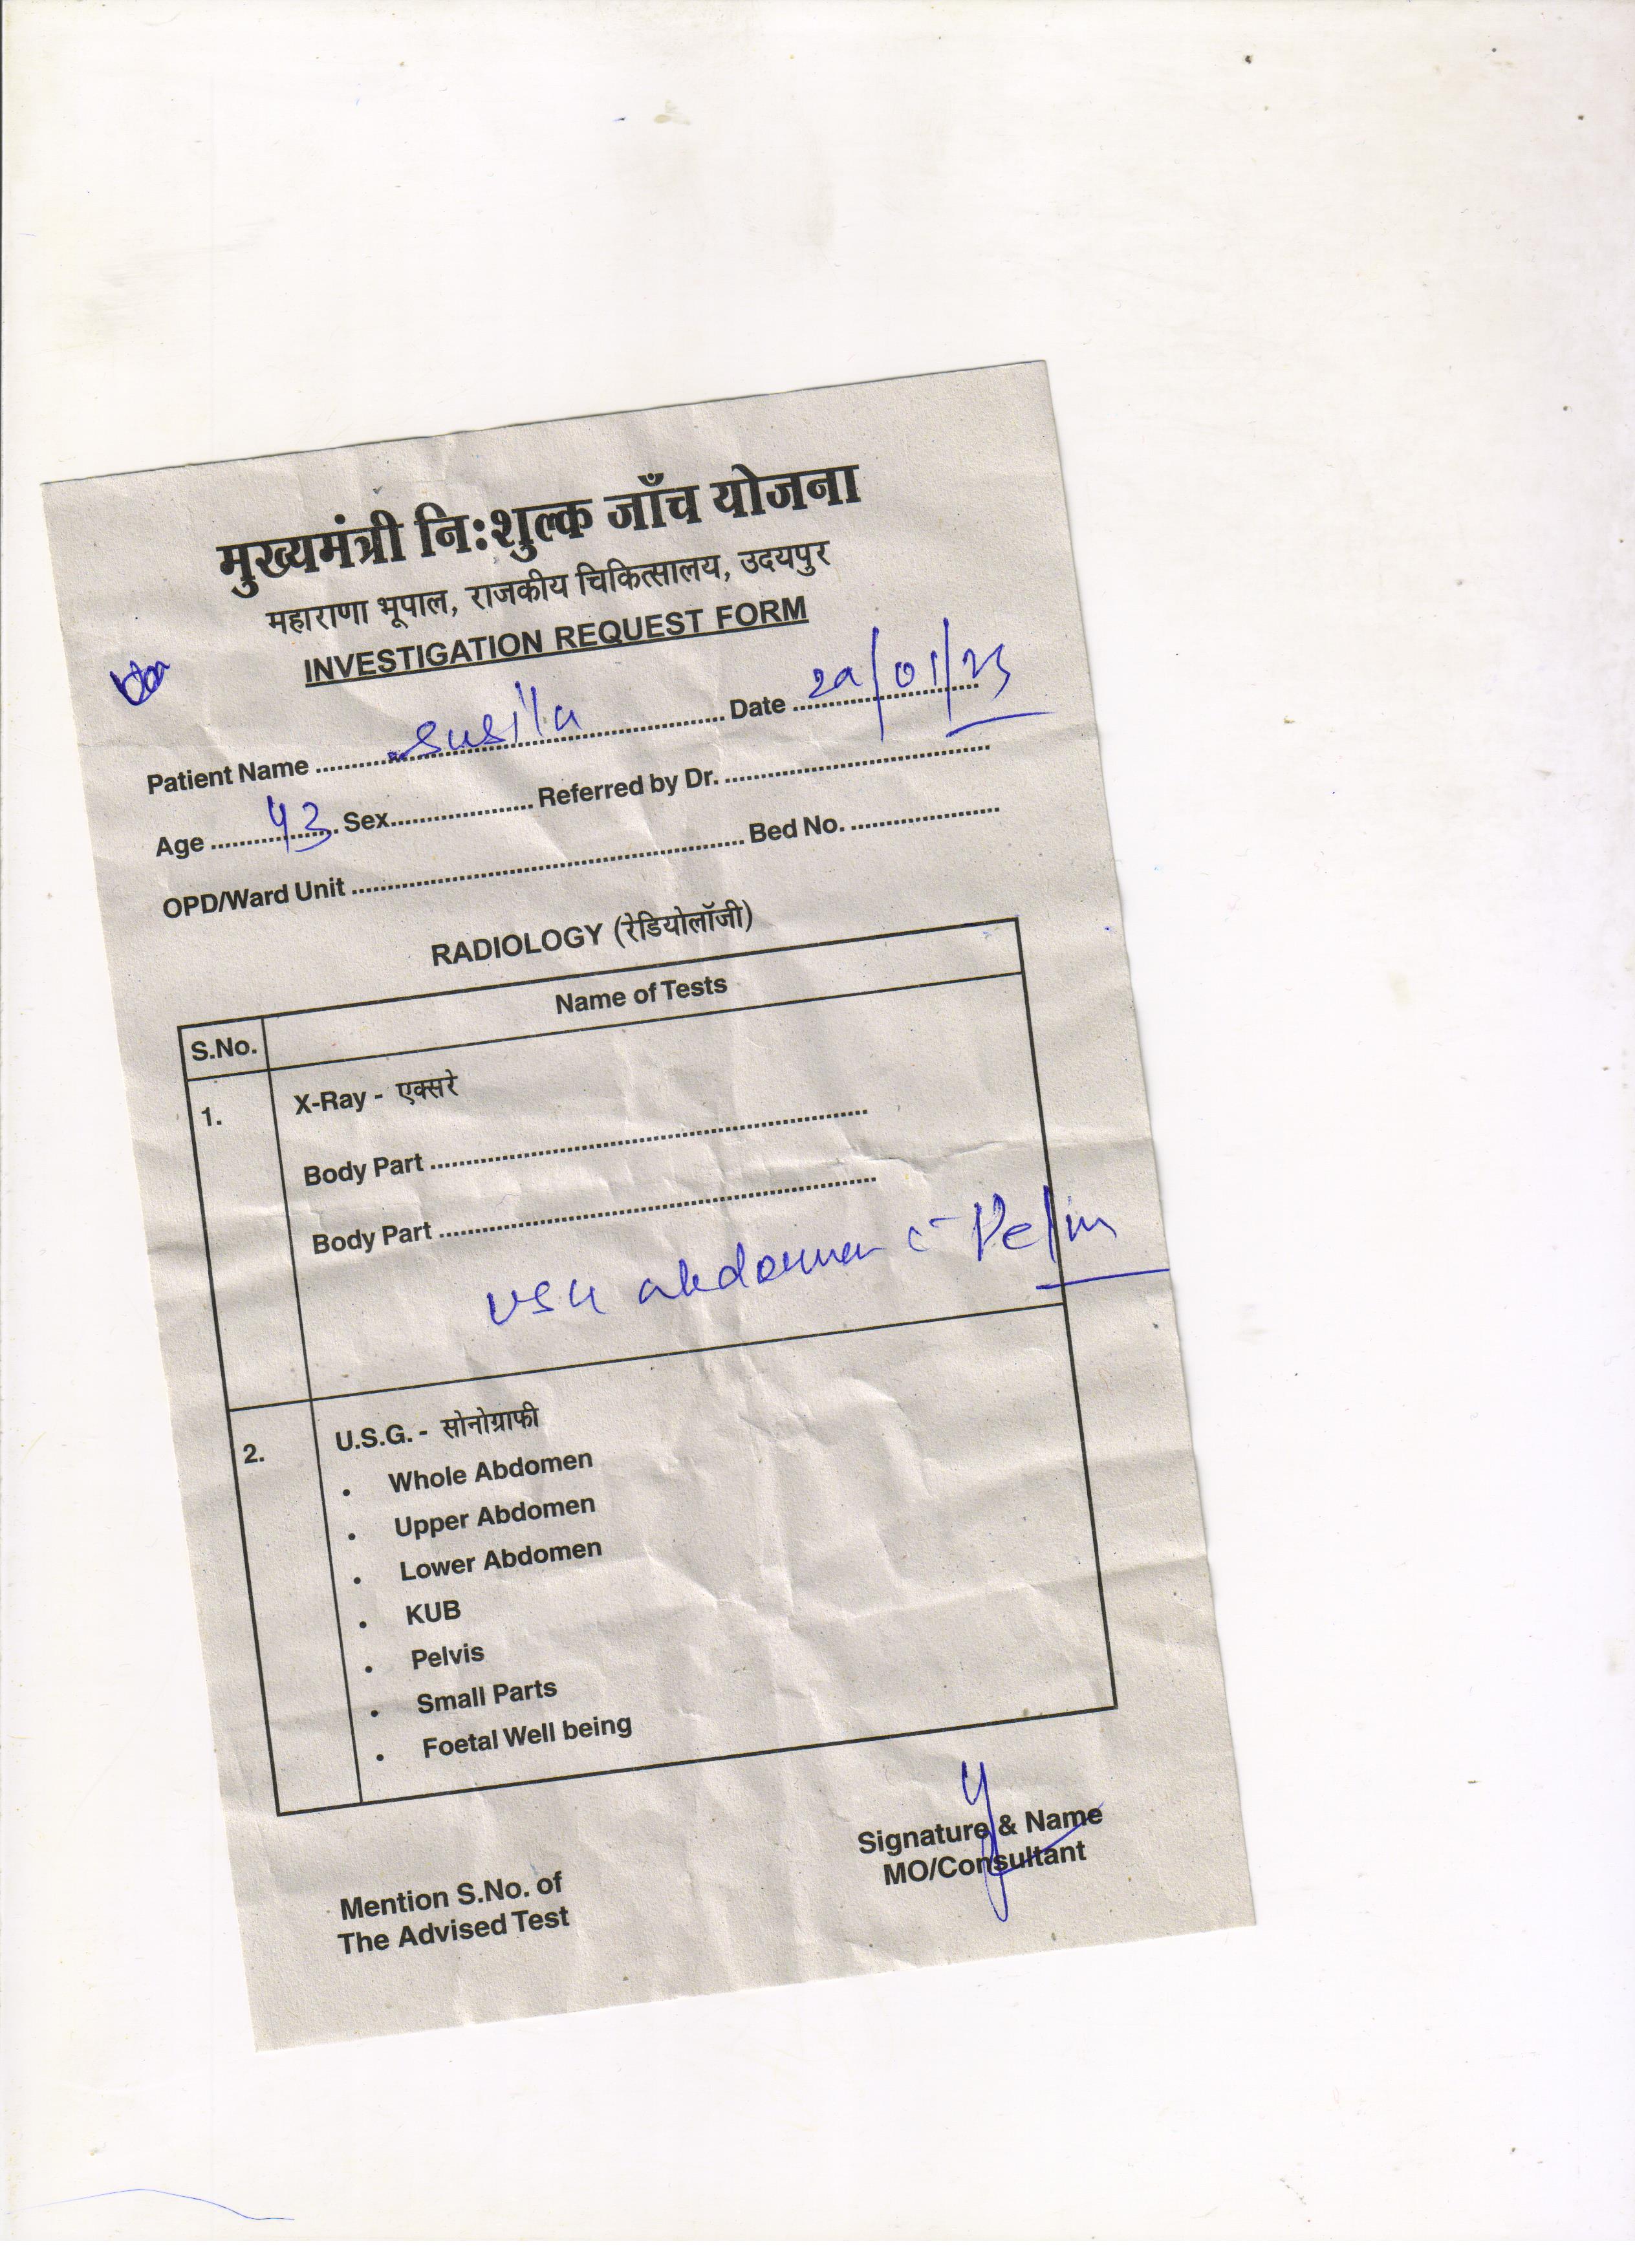 मुख्यमंत्री नि:शुल्क जाँच योजना
महाराणा भूपाल, राजकीय चिकित्सालय, उदयपुर
INVESTIGATION REQUEST FORM
Patient Name ........ Susila ........ Date ........ /01/23
Age ........ 43 ........ Sex ........ Referred by Dr. ........
OPD/Ward Unit ........ Bed No. ........
RADIOLOGY (रेडियोलॉजी)
S.No. Name of Tests
1. X-Ray - एक्सरे
Body Part ........
Body Part ........
USG abdomen c̄ Pelvis
2. U.S.G. - सोनोग्राफी
• Whole Abdomen
• Upper Abdomen
• Lower Abdomen
• KUB
• Pelvis
• Small Parts
• Foetal Well being
Signature & Name
MO/Consultant
Mention S.No. of
The Advised Test